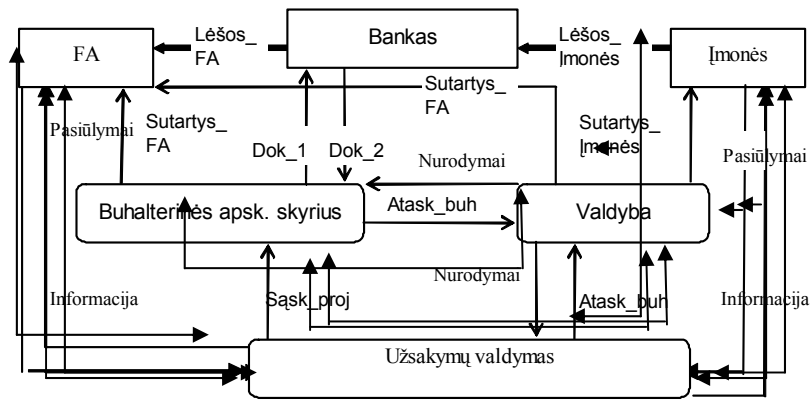 FA
Lėšos_
FA
Bankas
Lėšos_
Įmonės
Įmonės
Sutartys_
FA
Pasiūlymai
Sutartys_
FA
Dok_1
Dok_2
Nurodymai
Sutartys_
Įmonės
Pasiūlymai
Buhalterinės apsk. skyrius
Atask_buh
Valdyba
Nurodymai
Informacija
Sąsk_proj
Atask_buh
Informacija
Užsakymų valdymas